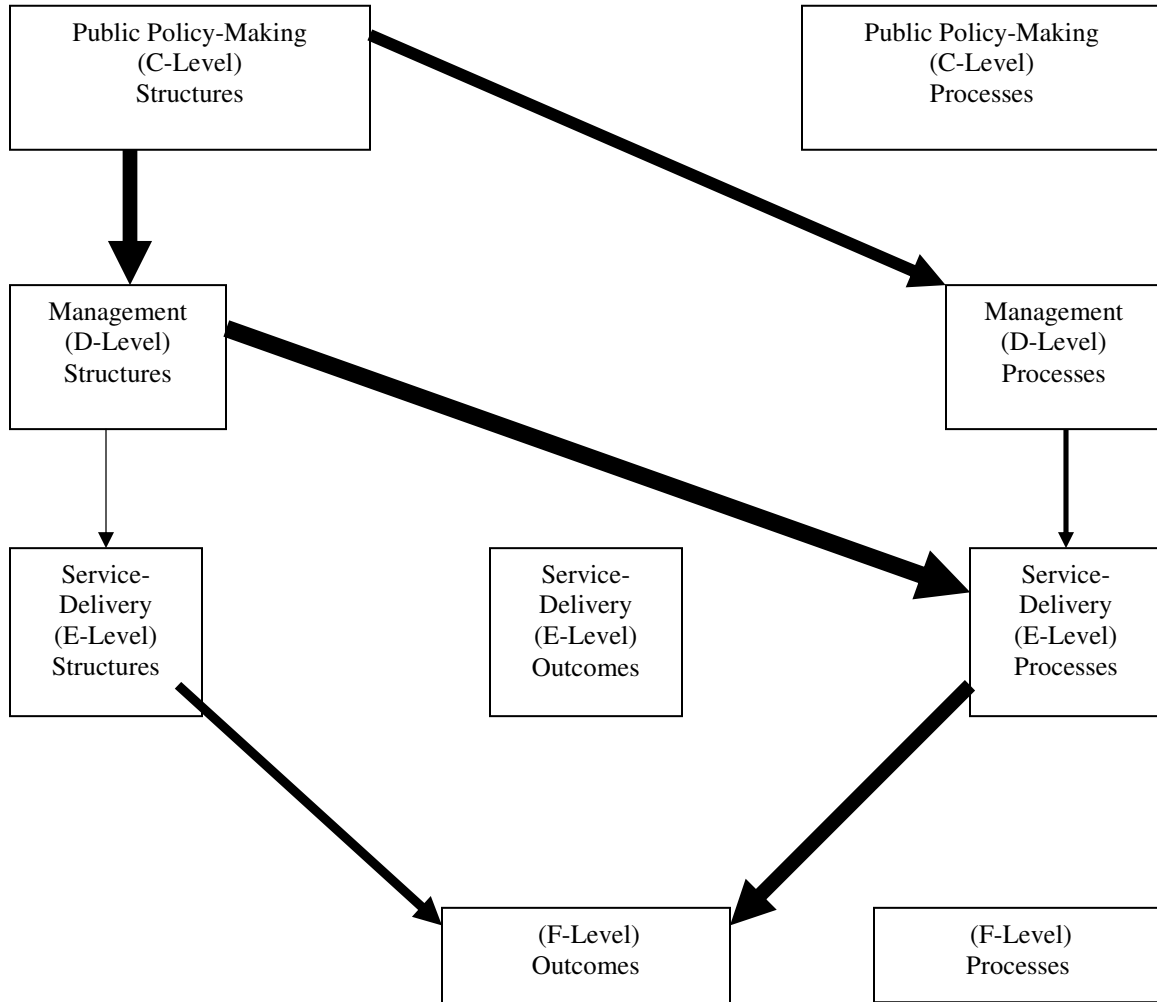 Public Policy-Making
(C-Level)
Structures
Public Policy-Making
(C-Level)
Processes
Management
(D-Level)
Structures
Management
(D-Level)
Processes
Service-
Delivery
(E-Level)
Structures
Service-
Delivery
(E-Level)
Outcomes
Service-
Delivery
(E-Level)
Processes
(F-Level)
Outcomes
(F-Level)
Processes